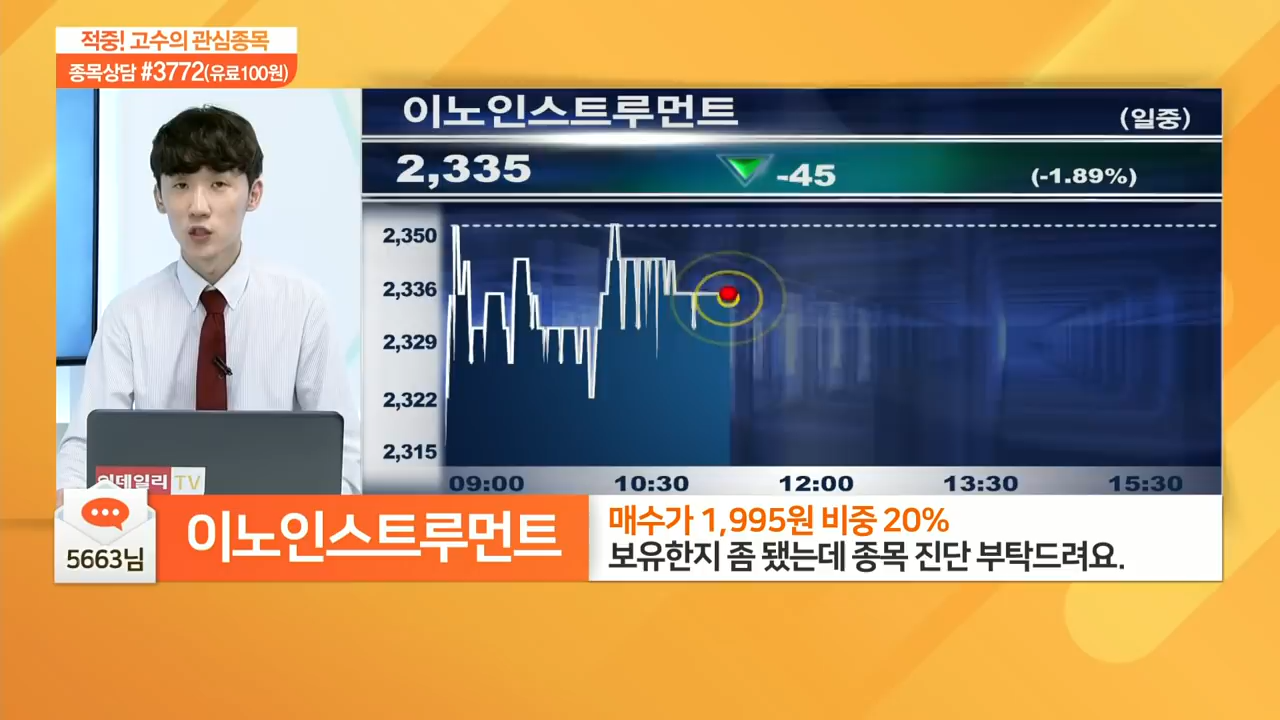 적중! 고수의 관심종목
종목상담 #3772(유료100원)
이노인스트루먼트
(일중)
2,335
-45
(-1.89%)
2,350
2,336
2,329
2,322
2,315
09:00
10:30
12:00
13:30
15:30
이데일리 TV
5663님
이노인스트루먼트
매수가 1,995원 비중 20%
보유한지 좀 됐는데 종목 진단 부탁드려요.